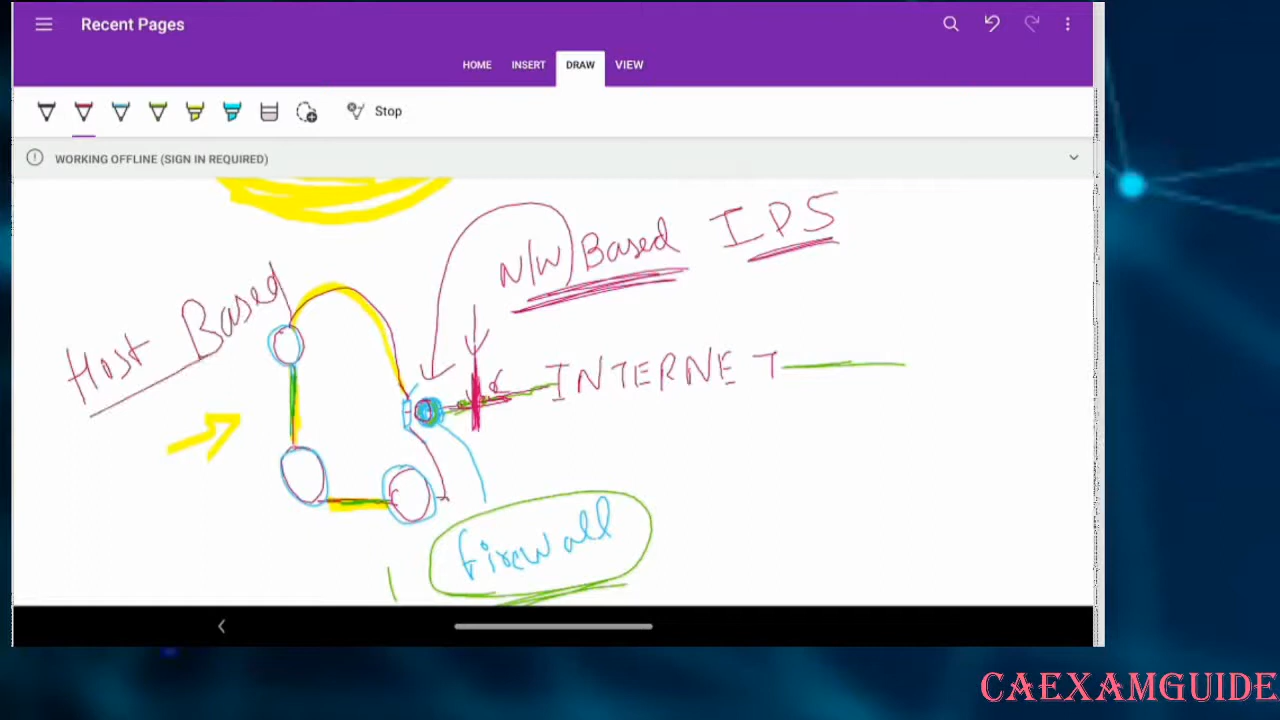 Recent Pages
HOME INSERT DRAW VIEW
Stop
WORKING OFFLINE (SIGN IN REQUIRED)
N/W Based IPS
Host Based
INTERNET
firewall
CAEXAMGUIDE